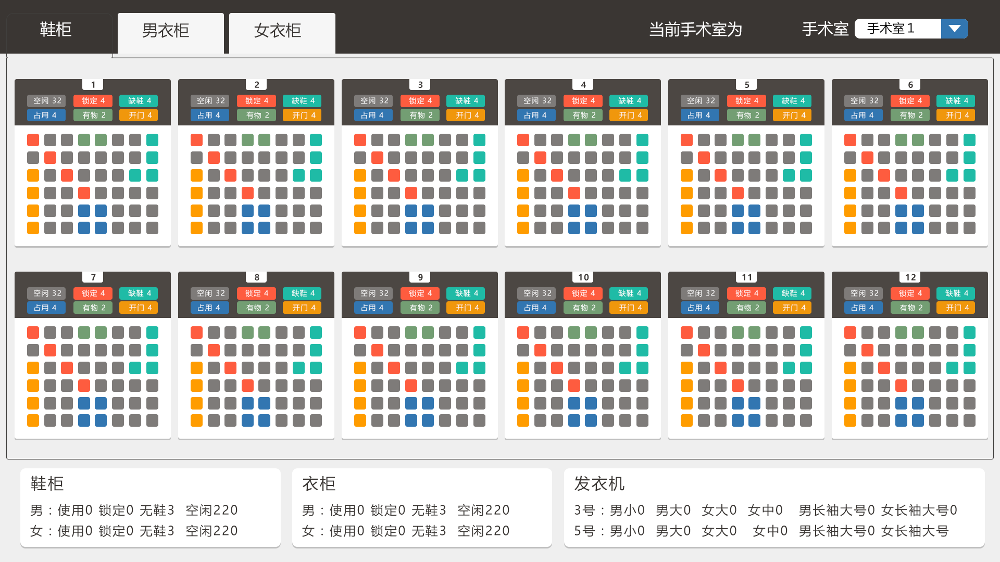 鞋柜 男衣柜 女衣柜 当前手术室为 手术室 手术室1
1 2 3 4 5 6
空闲 32 锁定 4 缺鞋 4 空闲 32 锁定 4 缺鞋 4 空闲 32 锁定 4 缺鞋 4 空闲 32 锁定 4 缺鞋 4 空闲 32 锁定 4 缺鞋 4 空闲 32 锁定 4 缺鞋 4
占用 4 有物 2 开门 4 占用 4 有物 2 开门 4 占用 4 有物 2 开门 4 占用 4 有物 2 开门 4 占用 4 有物 2 开门 4 占用 4 有物 2 开门 4
7 8 9 10 11 12
空闲 32 锁定 4 缺鞋 4 空闲 32 锁定 4 缺鞋 4 空闲 32 锁定 4 缺鞋 4 空闲 32 锁定 4 缺鞋 4 空闲 32 锁定 4 缺鞋 4 空闲 32 锁定 4 缺鞋 4
占用 4 有物 2 开门 4 占用 4 有物 2 开门 4 占用 4 有物 2 开门 4 占用 4 有物 2 开门 4 占用 4 有物 2 开门 4 占用 4 有物 2 开门 4
鞋柜
男：使用0 锁定0 无鞋3 空闲220
女：使用0 锁定0 无鞋3 空闲220
衣柜
男：使用0 锁定0 无鞋3 空闲220
女：使用0 锁定0 无鞋3 空闲220
发衣机
3号：男小0 男大0 女大0 女中0 男长袖大号0 女长袖大号0
5号：男小0 男大0 女大0 女中0 男长袖大号0 女长袖大号